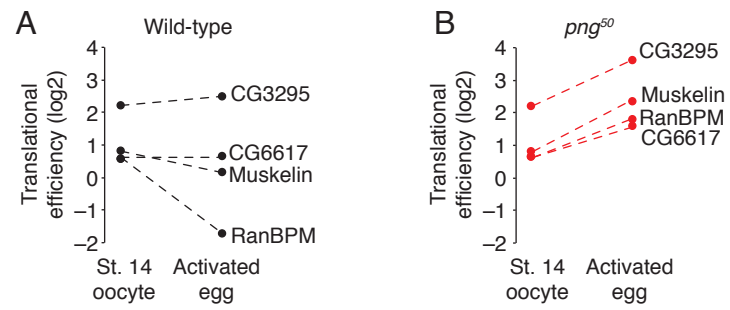 A
Wild-type
Translational
efficiency (log2)
4
3
2
1
0
–1
–2
CG3295
CG6617
Muskelin
RanBPM
St. 14
oocyte
Activated
egg
B
png⁵⁰
Translational
efficiency (log2)
4
3
2
1
0
–1
–2
CG3295
Muskelin
RanBPM
CG6617
St. 14
oocyte
Activated
egg